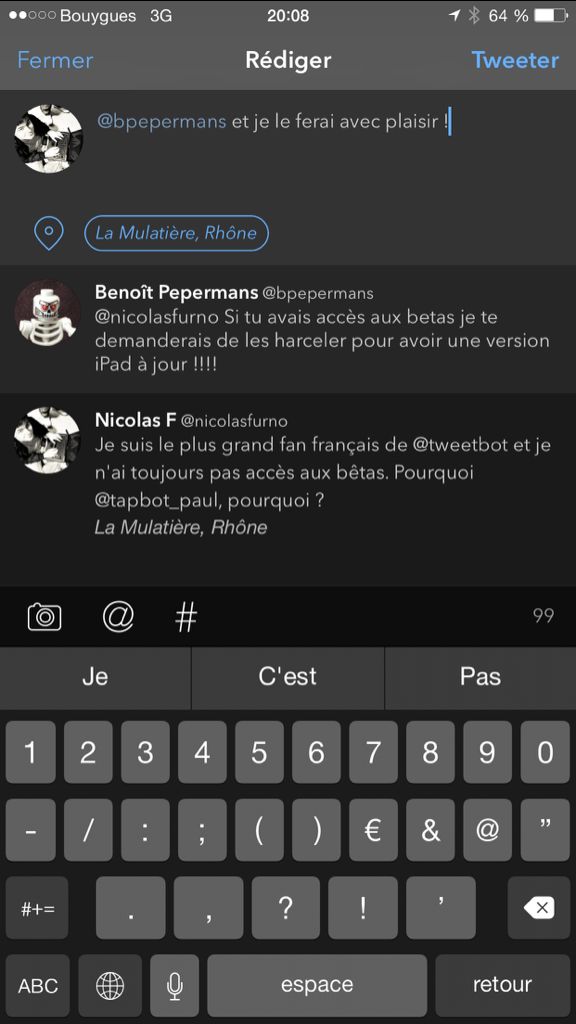 Bouygues 3G 20:08 64 %
Fermer Rédiger Tweeter
@bpepermans et je le ferai avec plaisir !
La Mulatière, Rhône
Benoît Pepermans @bpepermans
@nicolasfurno Si tu avais accès aux betas je te
demanderais de les harceler pour avoir une version
iPad à jour !!!!
Nicolas F @nicolasfurno
Je suis le plus grand fan français de @tweetbot et je
n'ai toujours pas accès aux bêtas. Pourquoi
@tapbot_paul, pourquoi ?
La Mulatière, Rhône
@ # 99
Je C'est Pas
1 2 3 4 5 6 7 8 9 0
- / : ; ( ) € & @ ”
#+= . , ? ! ’
ABC espace retour